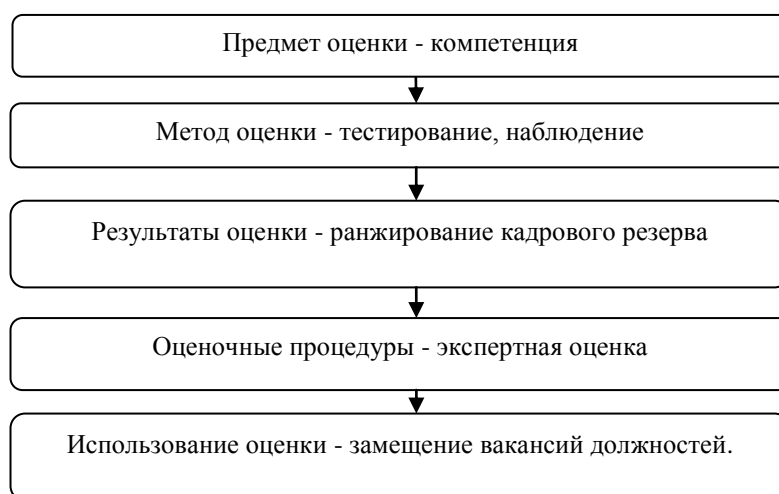 Предмет оценки - компетенция
Метод оценки - тестирование, наблюдение
Результаты оценки - ранжирование кадрового резерва
Оценочные процедуры - экспертная оценка
Использование оценки - замещение вакансий должностей.